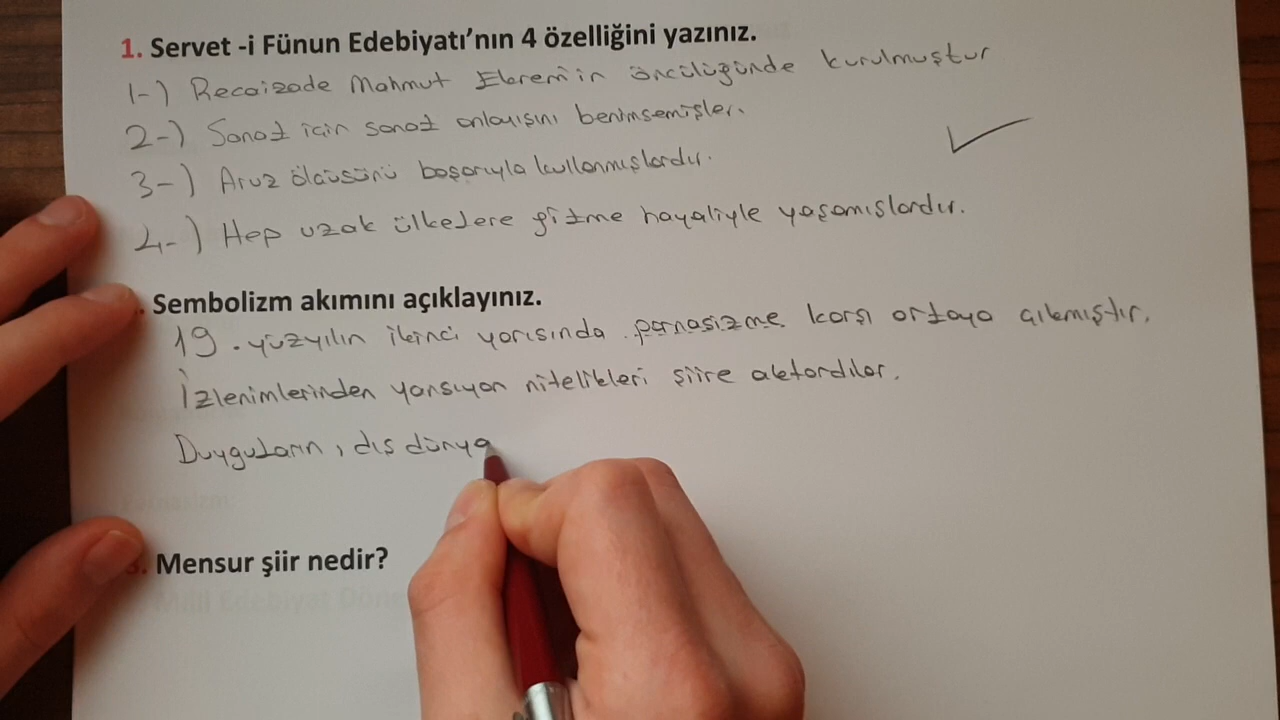 1. Servet -i Fünun Edebiyatı'nın 4 özelliğini yazınız.
1-) Recaizade Mahmut Ekrem'in öncülüğünde kurulmuştur
2-) Sanat için sanat anlayışını benimsemişler.
3-) Aruz ölçüsünü başarıyla kullanmışlardır.
4-) Hep uzak ülkelere gitme hayaliyle yaşamışlardır.
. Sembolizm akımını açıklayınız.
19. yüzyılın ikinci yarısında parnasizme karşı ortaya çıkmıştır.
İzlenimlerinden yansıyan nitelikleri şiire aktardılar.
Duyguların, dış dünya
3. Mensur şiir nedir?